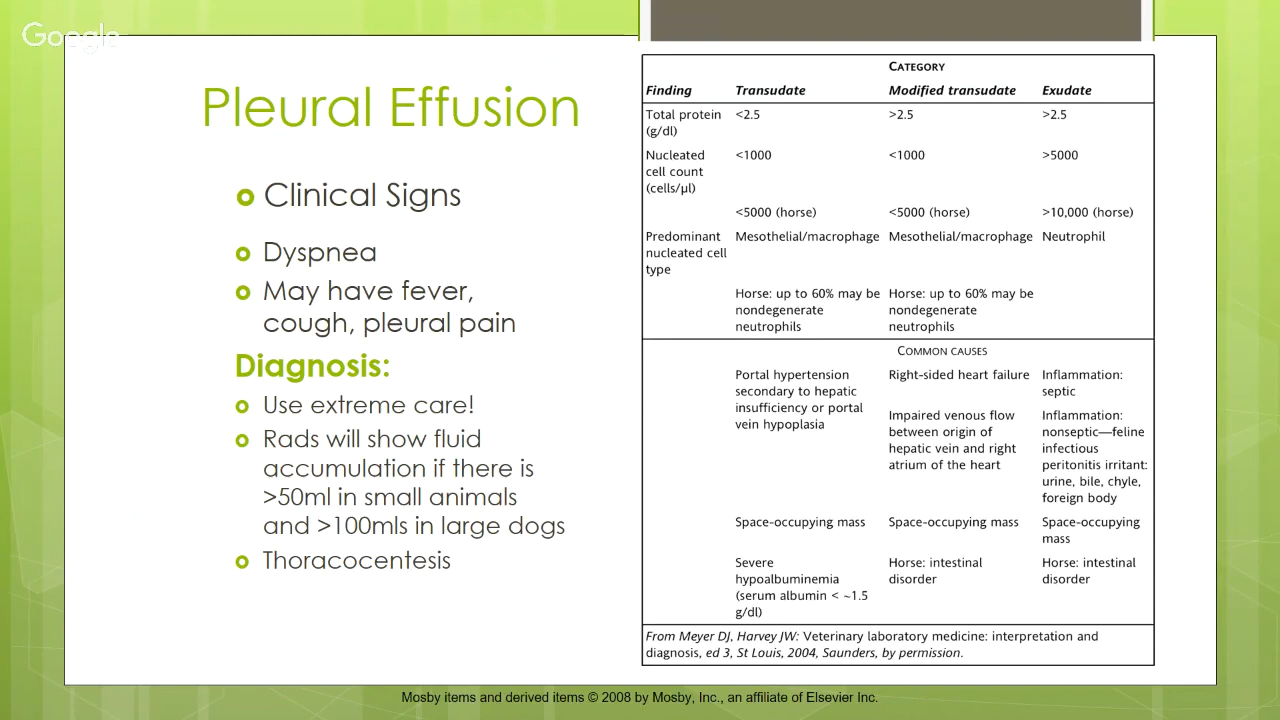 Google
Pleural Effusion
Clinical Signs
Dyspnea
May have fever,
cough, pleural pain
Diagnosis:
Use extreme care!
Rads will show fluid
accumulation if there is
>50ml in small animals
and >100mls in large dogs
Thoracocentesis
CATEGORY
Finding Transudate Modified transudate Exudate
Total protein <2.5 >2.5 >2.5
(g/dl)
Nucleated <1000 <1000 >5000
cell count
(cells/µl)
<5000 (horse) <5000 (horse) >10,000 (horse)
Predominant Mesothelial/macrophage Mesothelial/macrophage Neutrophil
nucleated cell
type
Horse: up to 60% may be Horse: up to 60% may be
nondegenerate nondegenerate
neutrophils neutrophils
COMMON CAUSES
Portal hypertension Right-sided heart failure Inflammation:
secondary to hepatic septic
insufficiency or portal Impaired venous flow Inflammation:
vein hypoplasia between origin of nonseptic—feline
hepatic vein and right infectious
atrium of the heart peritonitis irritant:
urine, bile, chyle,
foreign body
Space-occupying mass Space-occupying mass Space-occupying
mass
Severe Horse: intestinal Horse: intestinal
hypoalbuminemia disorder disorder
(serum albumin < ~1.5
g/dl)
From Meyer DJ, Harvey JW: Veterinary laboratory medicine: interpretation and
diagnosis, ed 3, St Louis, 2004, Saunders, by permission.
Mosby items and derived items © 2008 by Mosby, Inc., an affiliate of Elsevier Inc.